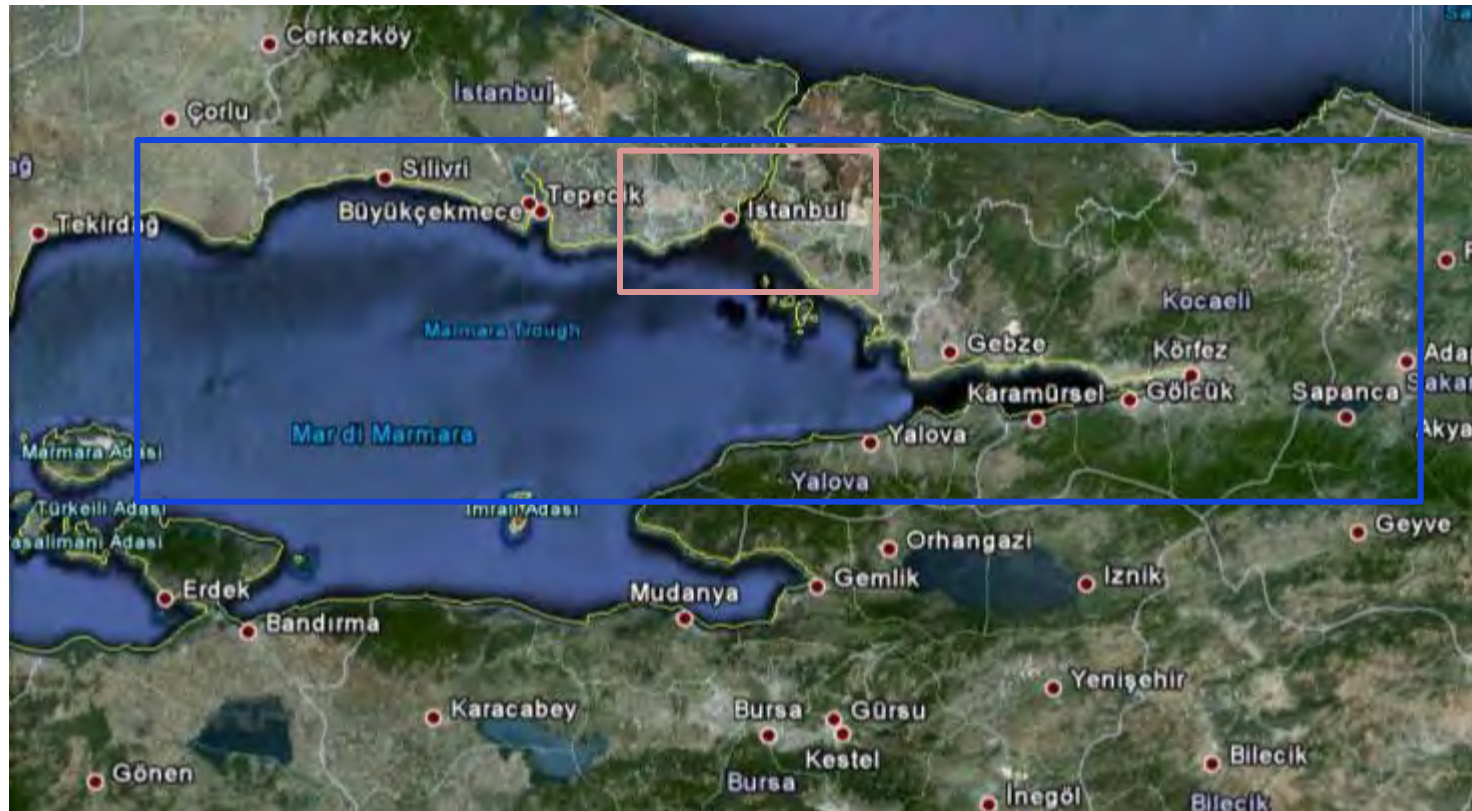 Cerkezköy
İstanbul
Çorlu
Silivri
Tepecik
Büyükçekmece
İstanbul
Tekirdağ
Kocaeli
Marmara Trough
Gebze
Körfez
Karamürsel
Gölcük
Sapanca
Mar di Marmara
Yalova
Marmara Adası
Yalova
Türkeli Adası
İmralı Adası
Geyve
Orhangazi
Erdek
Mudanya
Gemlik
Iznik
Bandırma
Yenişehir
Karacabey
Bursa
Gürsu
Kestel
Bilecik
Gönen
Bursa
İnegöl
Bilecik